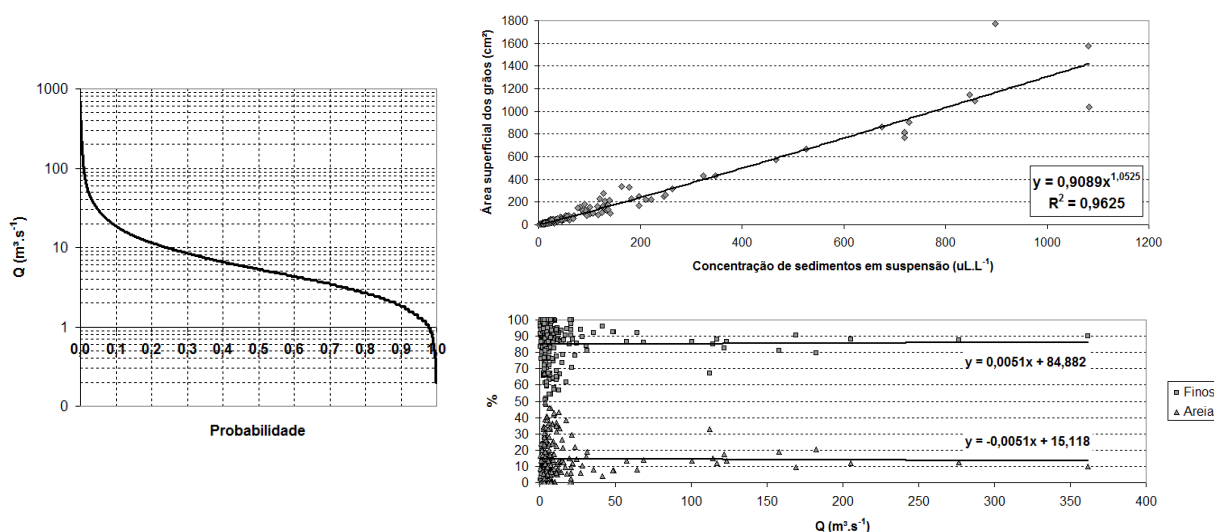 1000
100
10
1
0
Q (m³.s⁻¹)
0,0 0,1 0,2 0,3 0,4 0,5 0,6 0,7 0,8 0,9 1,0
Probabilidade
Área superficial dos grãos (cm²)
1800
1600
1400
1200
1000
800
600
400
200
0
y = 0,9089x^1,0525
R² = 0,9625
0 200 400 600 800 1000 1200
Concentração de sedimentos em suspensão (uL.L⁻¹)
%
100
90
80
70
60
50
40
30
20
10
0
y = 0,0051x + 84,882
y = -0,0051x + 15,118
0 50 100 150 200 250 300 350 400
Q (m³.s⁻¹)
Finos
Areia